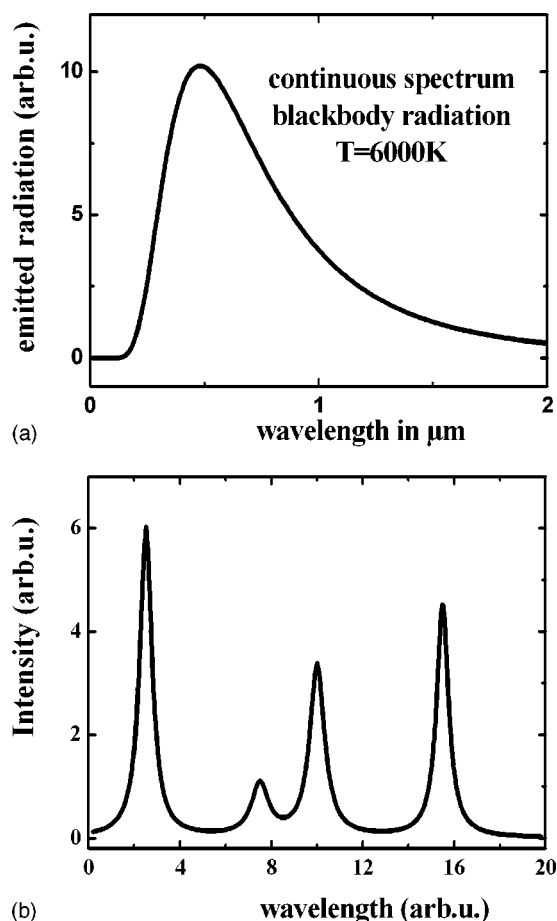 emitted radiation (arb.u.)
10
5
0
continuous spectrum
blackbody radiation
T=6000K
0 1 2
(a)
wavelength in μm
Intensity (arb.u.)
6
4
2
0
0 4 8 12 16 20
(b)
wavelength (arb.u.)